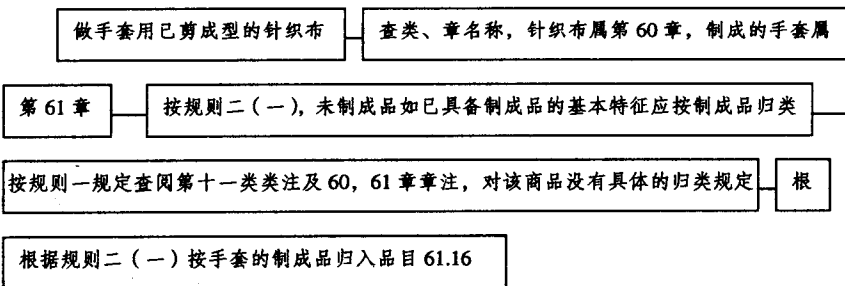 做手套用已剪成型的针织布 查类、章名称，针织布属第60章，制成的手套属
第61章 按规则二（一），未制成品如已具备制成品的基本特征应按制成品归类
按规则一规定查阅第十一类类注及60，61章章注，对该商品没有具体的归类规定 根
根据规则二（一）按手套的制成品归入品目61.16